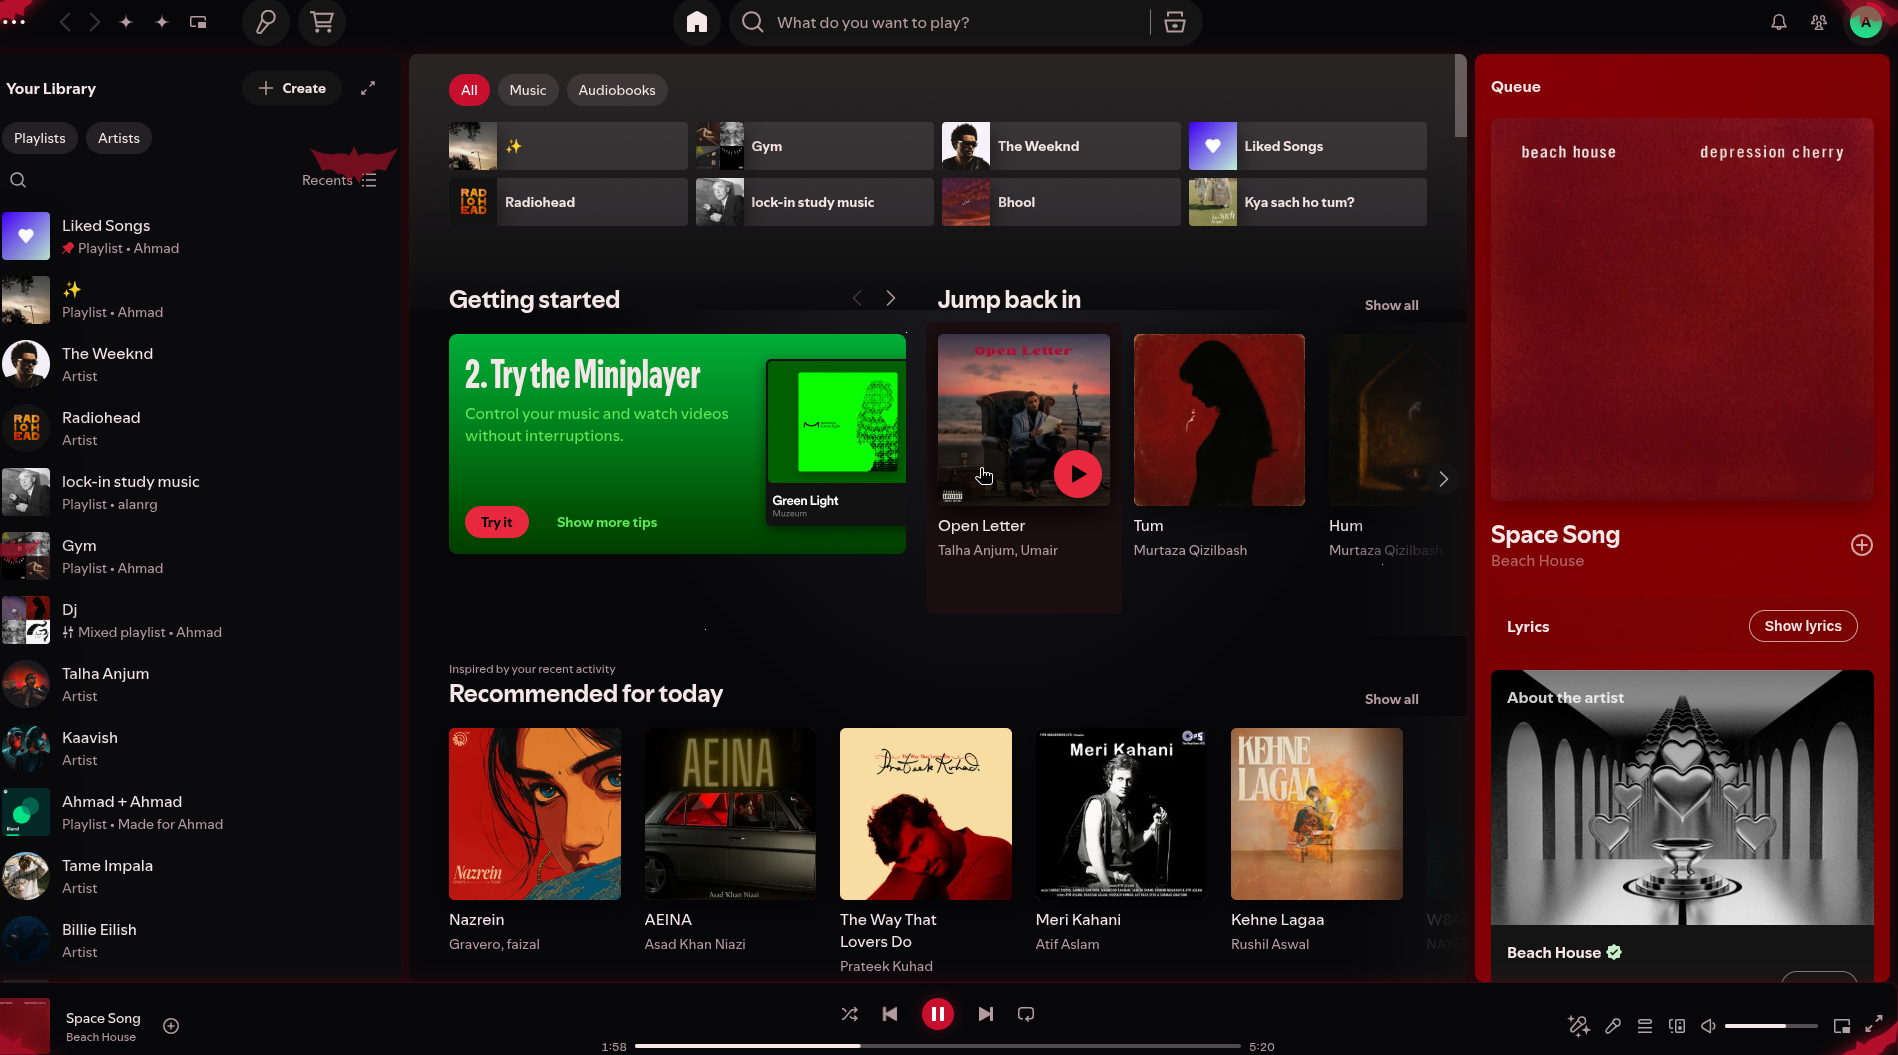 What do you want to play?
A
Your Library
Create
Playlists
Artists
Recents
Liked Songs
Playlist • Ahmad
✨
Playlist • Ahmad
The Weeknd
Artist
RADIOHEAD
Radiohead
Artist
lock-in study music
Playlist • alanrg
Gym
Playlist • Ahmad
Dj
Mixed playlist • Ahmad
Talha Anjum
Artist
Kaavish
Artist
Blend
Ahmad + Ahmad
Playlist • Made for Ahmad
Tame Impala
Artist
Billie Eilish
Artist
All
Music
Audiobooks
✨
Gym
The Weeknd
Liked Songs
RADIOHEAD
Radiohead
lock-in study music
Bhool
Kya sach ho tum?
Getting started
2. Try the Miniplayer
Control your music and watch videos
without interruptions.
Try it
Show more tips
Green Light
Muzeum
Jump back in
Show all
Open Letter
Open Letter
Talha Anjum, Umair
Tum
Murtaza Qizilbash
Hum
Murtaza Qizilbash
Inspired by your recent activity
Recommended for today
Show all
Nazrein
Nazrein
Gravero, faizal
AEINA
Asad Khan Niazi
AEINA
Asad Khan Niazi
Prateek Kuhad.
The Way That
Lovers Do
Prateek Kuhad
Meri Kahani
Meri Kahani
Atif Aslam
KEHNE
LAGAA
Kehne Lagaa
Rushil Aswal
Queue
beach house
depression cherry
Space Song
Beach House
Lyrics
Show lyrics
About the artist
Beach House
Space Song
Beach House
1:58
5:20